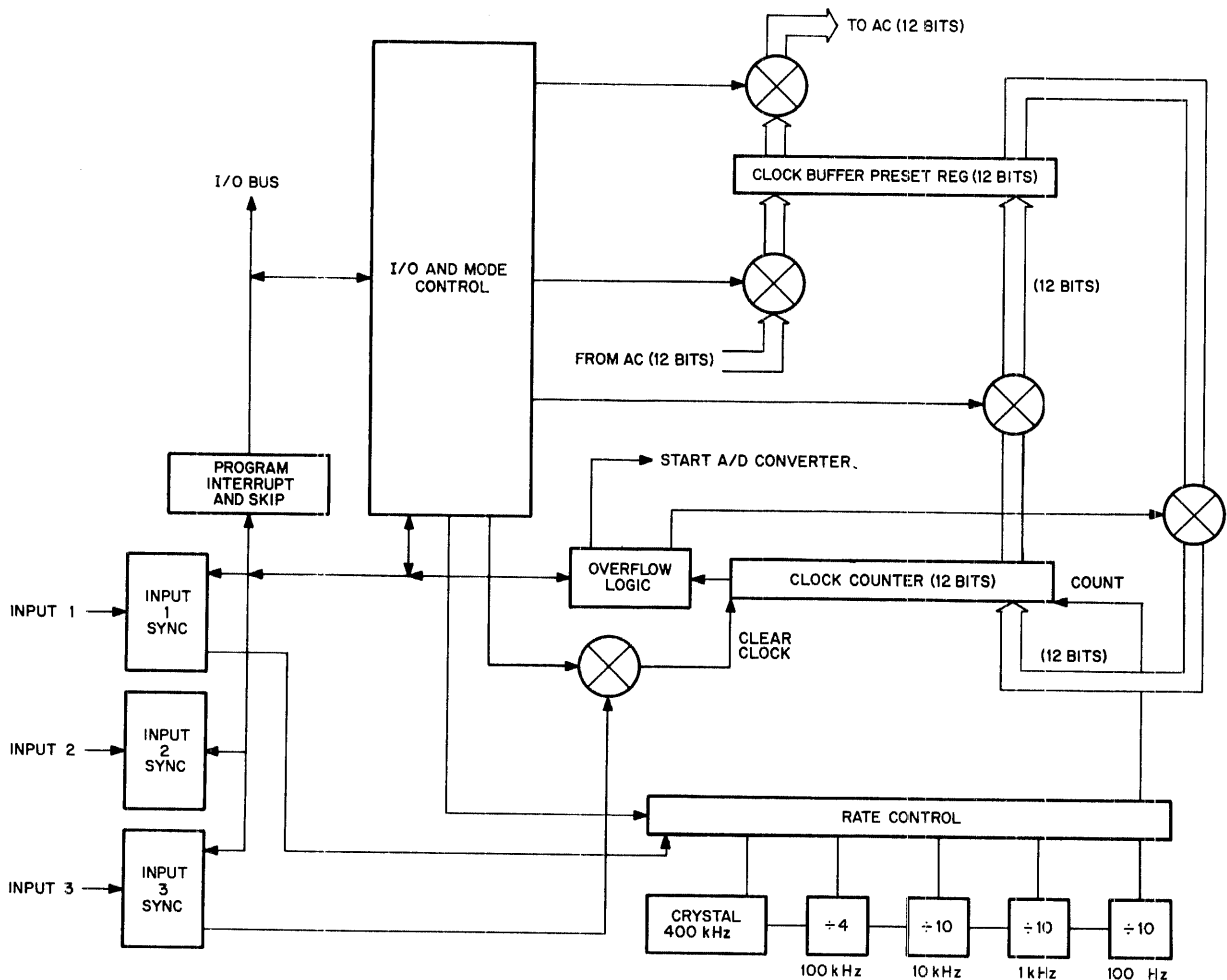 TO AC (12 BITS)
CLOCK BUFFER PRESET REG (12 BITS)
I/O BUS
I/O AND MODE
CONTROL
(12 BITS)
FROM AC (12 BITS)
START A/D CONVERTER
PROGRAM
INTERRUPT
AND SKIP
OVERFLOW
LOGIC
CLOCK COUNTER (12 BITS)
COUNT
INPUT 1
INPUT
1
SYNC
CLEAR
CLOCK
(12 BITS)
INPUT 2
INPUT
2
SYNC
RATE CONTROL
INPUT 3
INPUT
3
SYNC
CRYSTAL
400 kHz
÷4
÷10
÷10
÷10
100 kHz
10 kHz
1 kHz
100 Hz